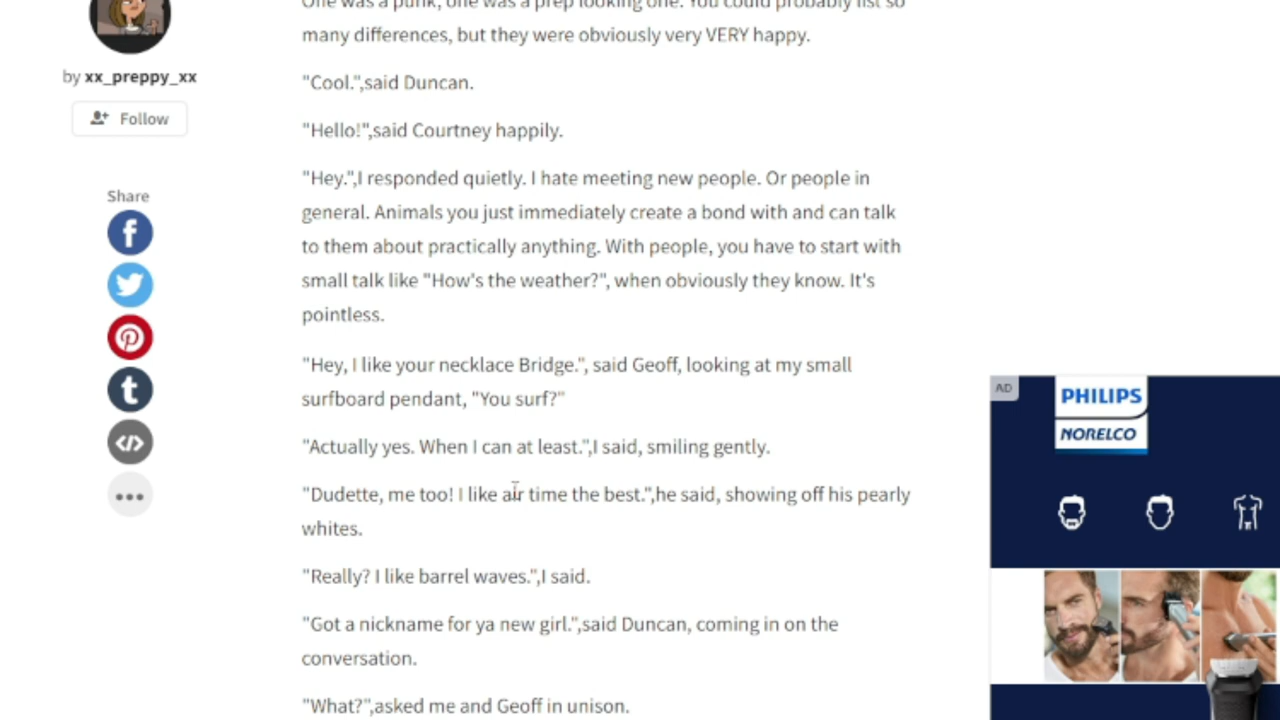 One was a punk, one was a prep looking one. You could probably list so
many differences, but they were obviously very VERY happy.
by xx_preppy_xx
"Cool.",said Duncan.
Follow
"Hello!",said Courtney happily.
"Hey.",I responded quietly. I hate meeting new people. Or people in
general. Animals you just immediately create a bond with and can talk
to them about practically anything. With people, you have to start with
small talk like "How's the weather?", when obviously they know. It's
pointless.
Share
"Hey, I like your necklace Bridge.", said Geoff, looking at my small
surfboard pendant, "You surf?"
"Actually yes. When I can at least.",I said, smiling gently.
"Dudette, me too! I like air time the best.",he said, showing off his pearly
whites.
"Really? I like barrel waves.",I said.
"Got a nickname for ya new girl.",said Duncan, coming in on the
conversation.
"What?",asked me and Geoff in unison.
AD
PHILIPS
NORELCO